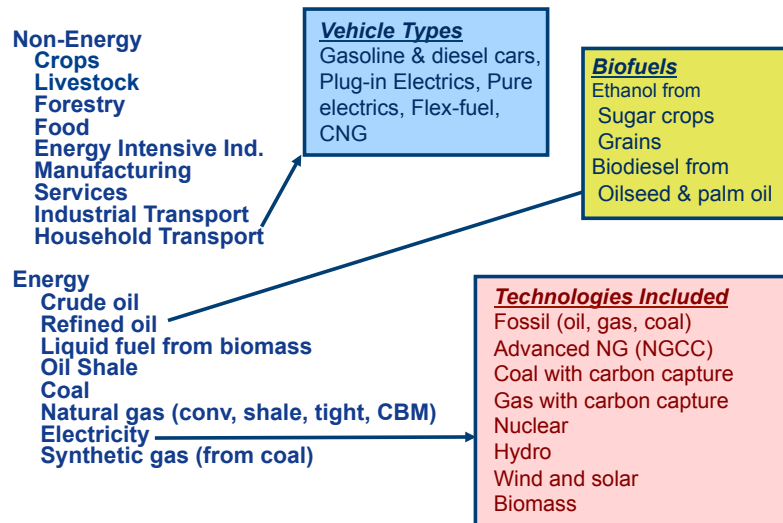 Non-Energy
Crops
Livestock
Forestry
Food
Energy Intensive Ind.
Manufacturing
Services
Industrial Transport
Household Transport
Energy
Crude oil
Refined oil
Liquid fuel from biomass
Oil Shale
Coal
Natural gas (conv, shale, tight, CBM)
Electricity
Synthetic gas (from coal)
Vehicle Types
Gasoline & diesel cars,
Plug-in Electrics, Pure
electrics, Flex-fuel,
CNG
Biofuels
Ethanol from
Sugar crops
Grains
Biodiesel from
Oilseed & palm oil
Technologies Included
Fossil (oil, gas, coal)
Advanced NG (NGCC)
Coal with carbon capture
Gas with carbon capture
Nuclear
Hydro
Wind and solar
Biomass